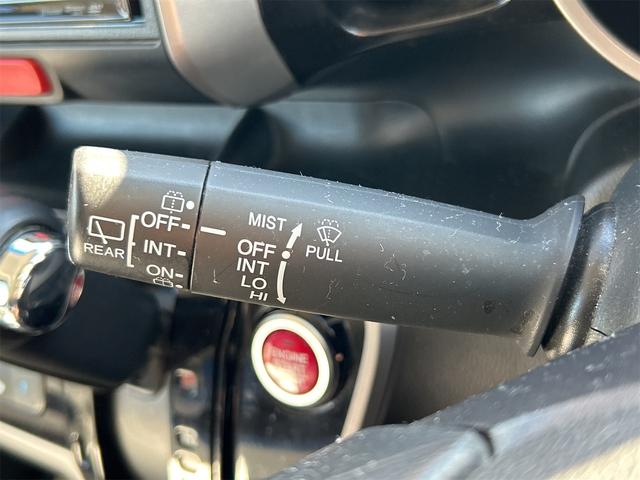 OFF
REAR
INT
ON
MIST
OFF
INT
LO
HI
PULL
ENGINE